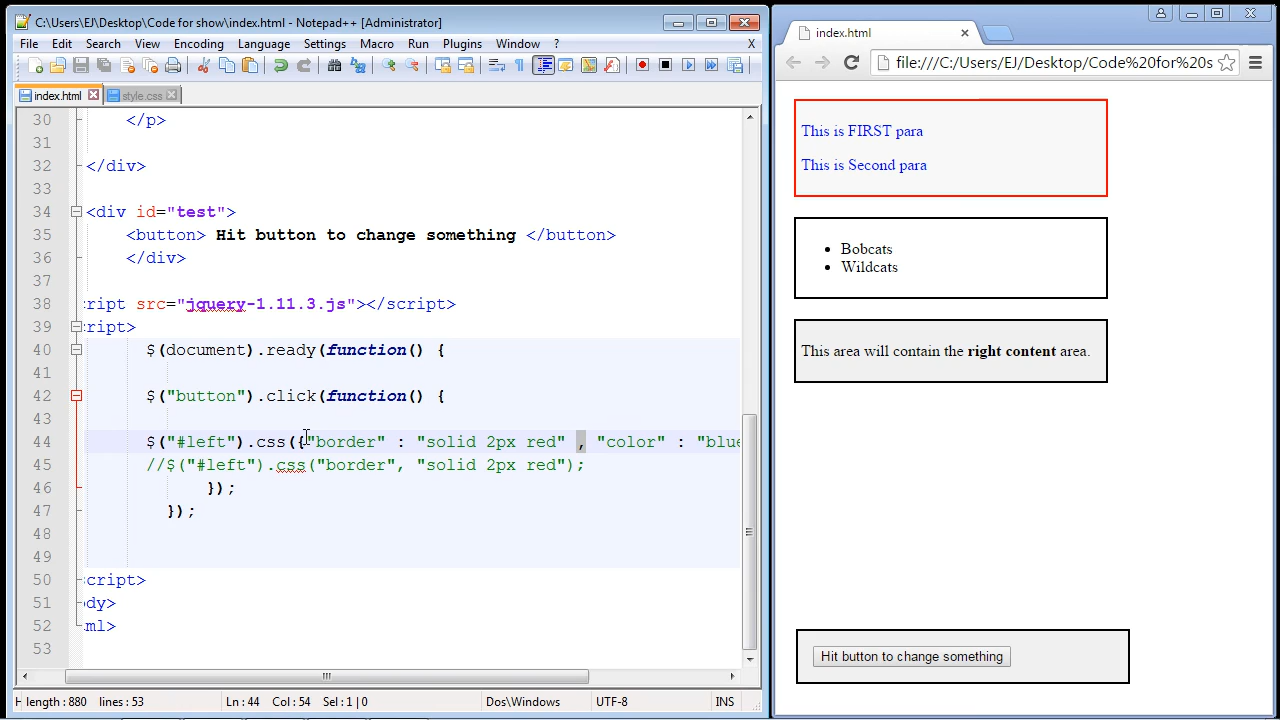 C:\Users\EJ\Desktop\Code for show\index.html - Notepad++ [Administrator]
File Edit Search View Encoding Language Settings Macro Run Plugins Window ? X
index.html style.css
30 </p>
31
32 </div>
33
34 <div id="test">
35 <button> Hit button to change something </button>
36 </div>
37
38 cript src="jquery-1.11.3.js"></script>
39 ript>
40 $(document).ready(function() {
41
42 $("button").click(function() {
43
44 $("#left").css({"border" : "solid 2px red" , "color" : "blue
45 //$("#left").css("border", "solid 2px red");
46 });
47 });
48
49
50 script>
51 ody>
52 ml>
53
length : 880 lines : 53 Ln : 44 Col : 54 Sel : 1 | 0 Dos\Windows UTF-8 INS
index.html
file:///C:/Users/EJ/Desktop/Code%20for%20s
This is FIRST para
This is Second para
Bobcats
Wildcats
This area will contain the right content area.
Hit button to change something